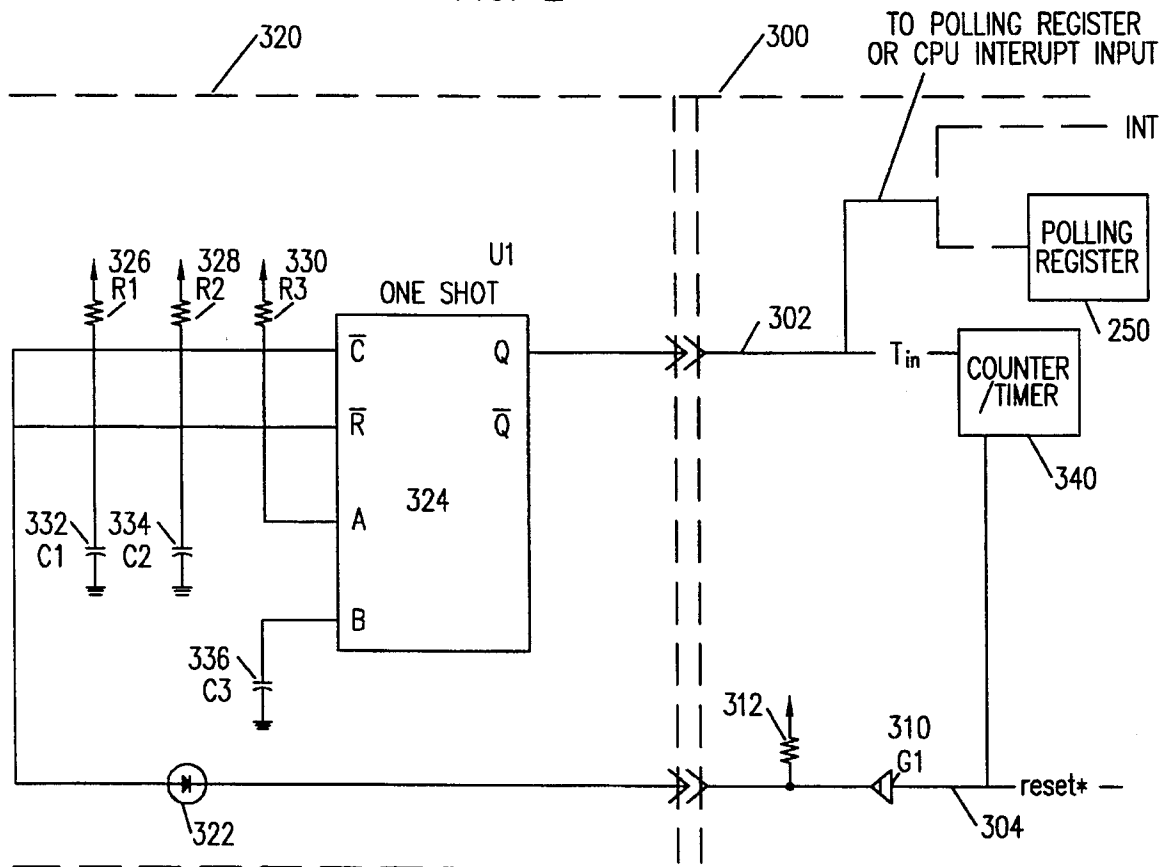 320
300
TO POLLING REGISTER
OR CPU INTERUPT INPUT
INT
326
R1
328
R2
330
R3
U1
ONE SHOT
POLLING
REGISTER
250
302
C
Q
Tin
COUNTER
/TIMER
340
R
Q
324
332
C1
334
C2
A
B
336
C3
312
310
G1
reset*
304
322